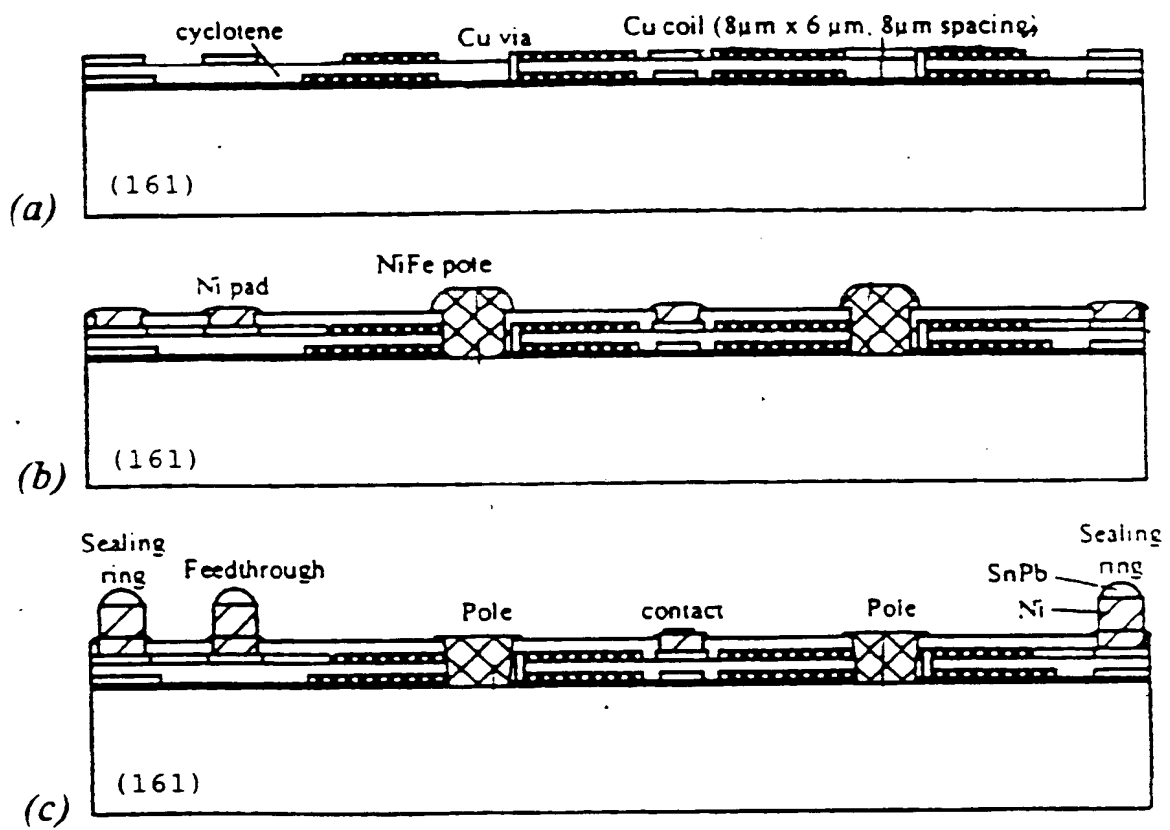 cyclotene
Cu via
Cu coil (8µm x 6 µm, 8µm spacing)
(161)
(a)
NiFe pole
Ni pad
(161)
(b)
Sealing
ring
Feedthrough
Pole
contact
Pole
SnPb
Ni
Sealing
ring
(161)
(c)